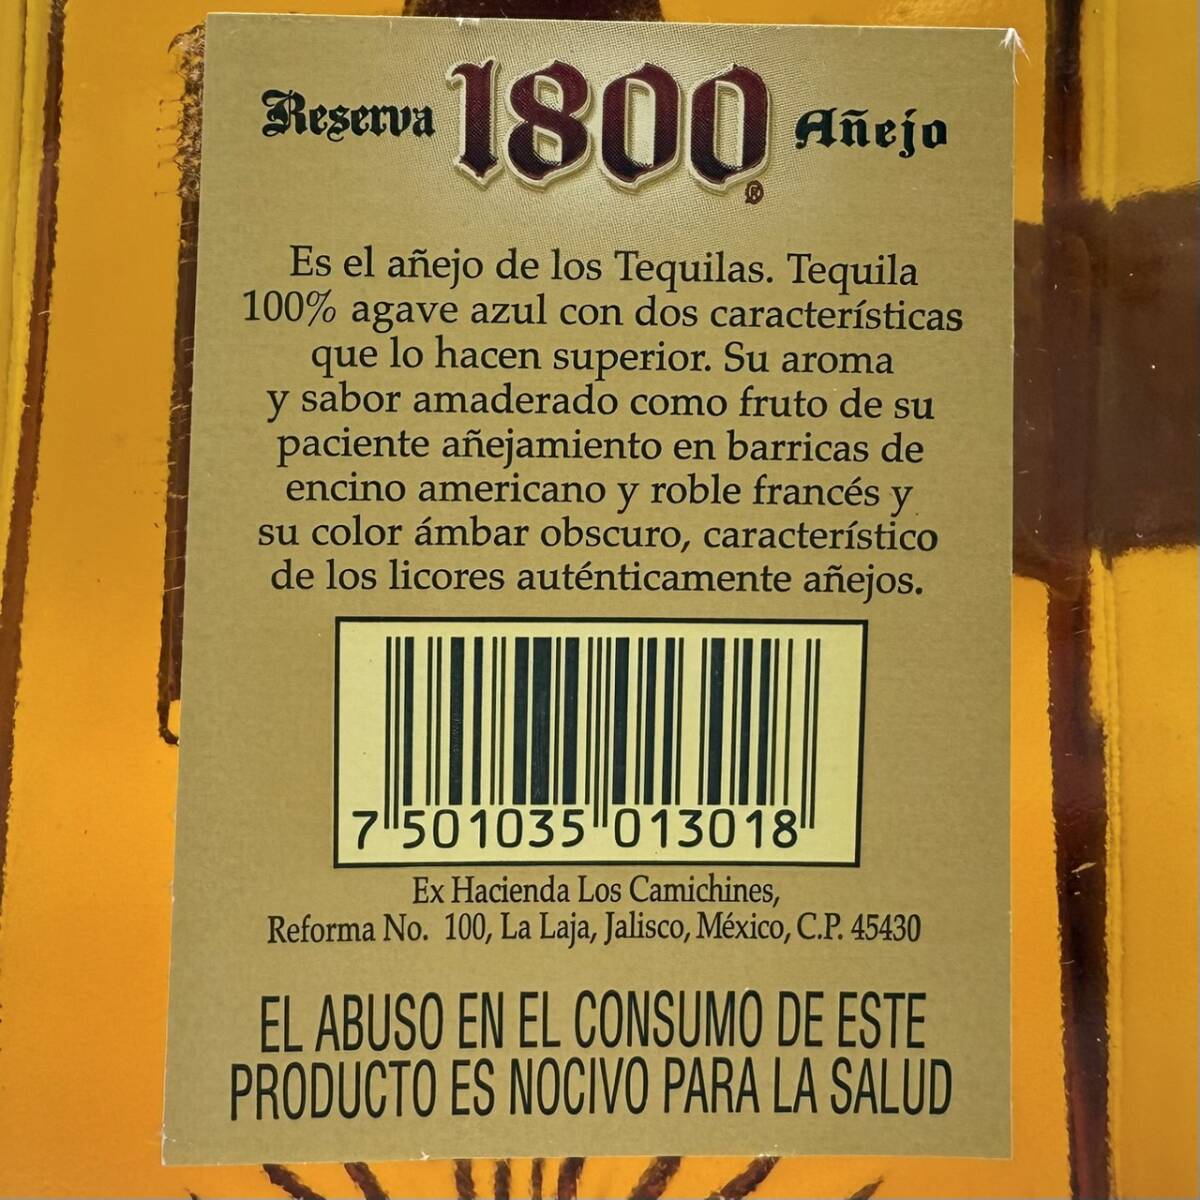 Reserva 1800® Añejo
Es el añejo de los Tequilas. Tequila
100% agave azul con dos características
que lo hacen superior. Su aroma
y sabor amaderado como fruto de su
paciente añejamiento en barricas de
encino americano y roble francés y
su color ámbar obscuro, característico
de los licores auténticamente añejos.
7 501035 013018
Ex Hacienda Los Camichines,
Reforma No. 100, La Laja, Jalisco, México, C.P. 45430
EL ABUSO EN EL CONSUMO DE ESTE
PRODUCTO ES NOCIVO PARA LA SALUD